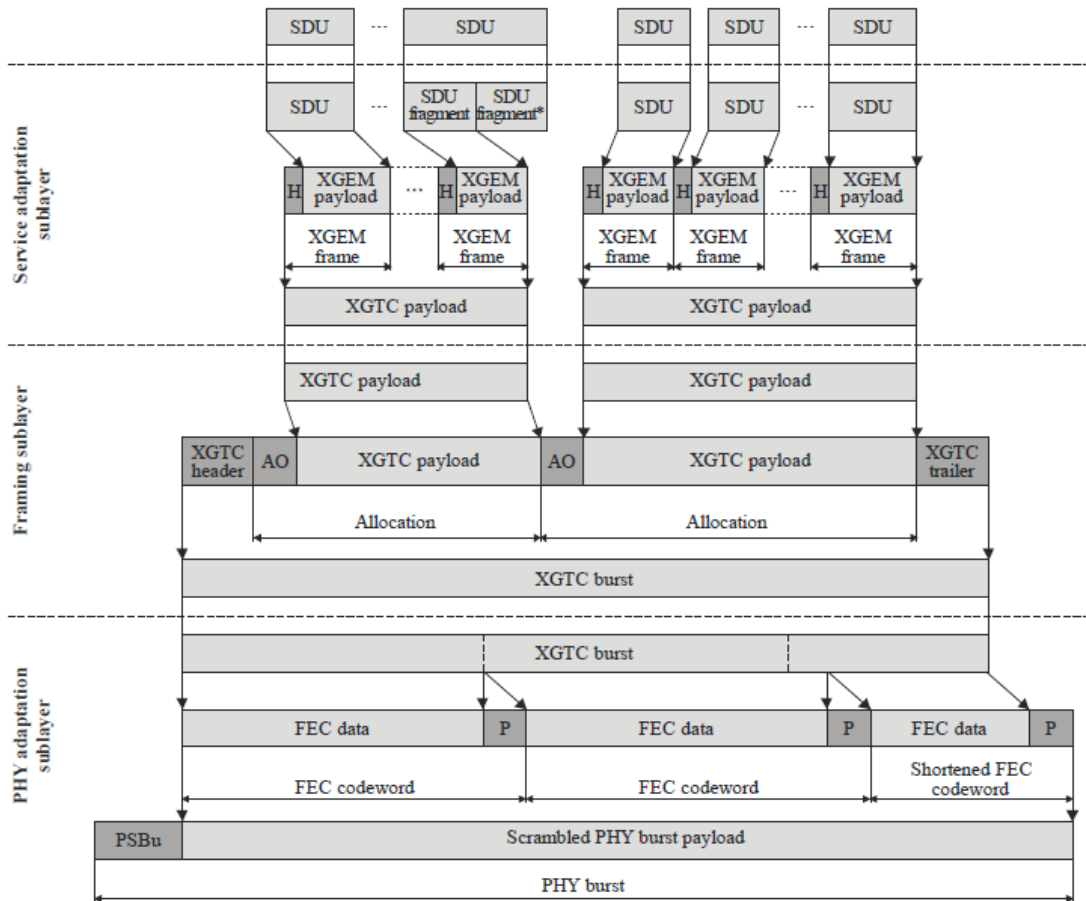 SDU ... SDU SDU SDU ... SDU
SDU ... SDU
fragment SDU
fragment* SDU SDU ... SDU
Service adaptation
sublayer
H XGEM
payload ... H XGEM
payload H XGEM
payload H XGEM
payload ... H XGEM
payload
XGEM
frame XGEM
frame XGEM
frame XGEM
frame XGEM
frame
XGTC payload XGTC payload
Framing sublayer
XGTC payload XGTC payload
XGTC
header AO XGTC payload AO XGTC payload XGTC
trailer
Allocation Allocation
XGTC burst
PHY adaptation
sublayer
XGTC burst
FEC data P FEC data P FEC data P
FEC codeword FEC codeword Shortened FEC
codeword
PSBu Scrambled PHY burst payload
PHY burst